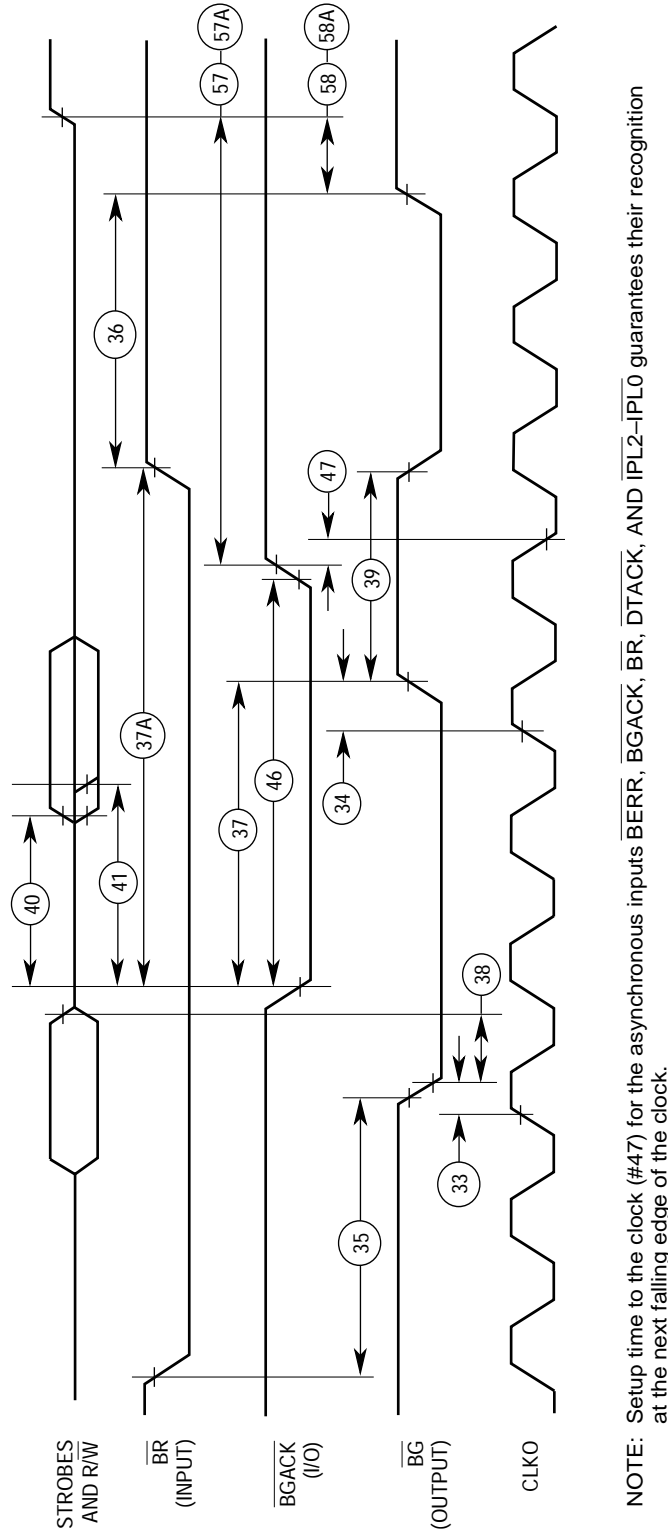 STROBES
AND R/W
BR
(INPUT)
BGACK
(I/O)
BG
(OUTPUT)
CLKO
40
41
36
37A
57
57A
37
46
47
58
58A
34
39
35
33
38
NOTE: Setup time to the clock (#47) for the asynchronous inputs BERR, BGACK, BR, DTACK, AND IPL2–IPL0 guarantees their recognition
at the next falling edge of the clock.